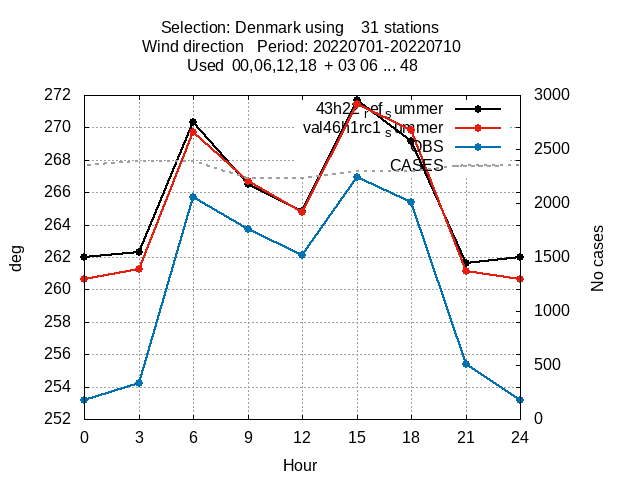 Selection: Denmark using    31 stations
Wind direction   Period: 20220701-20220710
Used  00,06,12,18  + 03 06 ... 48
272
270
268
266
264
262
260
258
256
254
252
3000
2500
2000
1500
1000
500
0
43h22_ref_summer
val46h1rc1_summer
OBS
CASES
deg
No cases
0 3 6 9 12 15 18 21 24
Hour